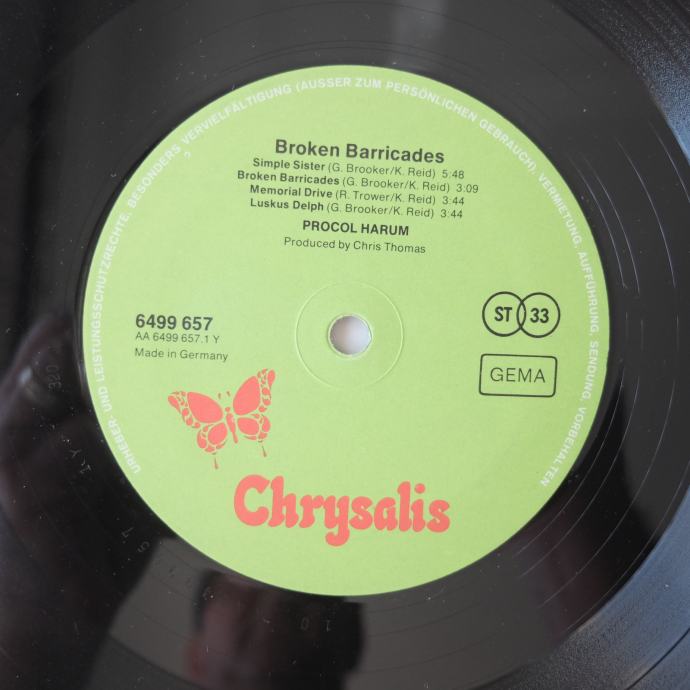 URHEBER- UND LEISTUNGSSCHUTZRECHTE, BESONDERS VERVIELFÄLTIGUNG (AUSSER ZUM PERSÖNLICHEN GEBRAUCH), VERMIETUNG, AUFFÜHRUNG, SENDUNG, VORBEHALTEN
Broken Barricades
Simple Sister (G. Brooker/K. Reid) 5:48
Broken Barricades (G. Brooker/K. Reid) 3:09
Memorial Drive (R. Trower/K. Reid) 3:44
Luskus Delph (G. Brooker/K. Reid) 3:44
PROCOL HARUM
Produced by Chris Thomas
6499 657
AA 6499 657.1 Y
Made in Germany
ST 33
GEMA
Chrysalis